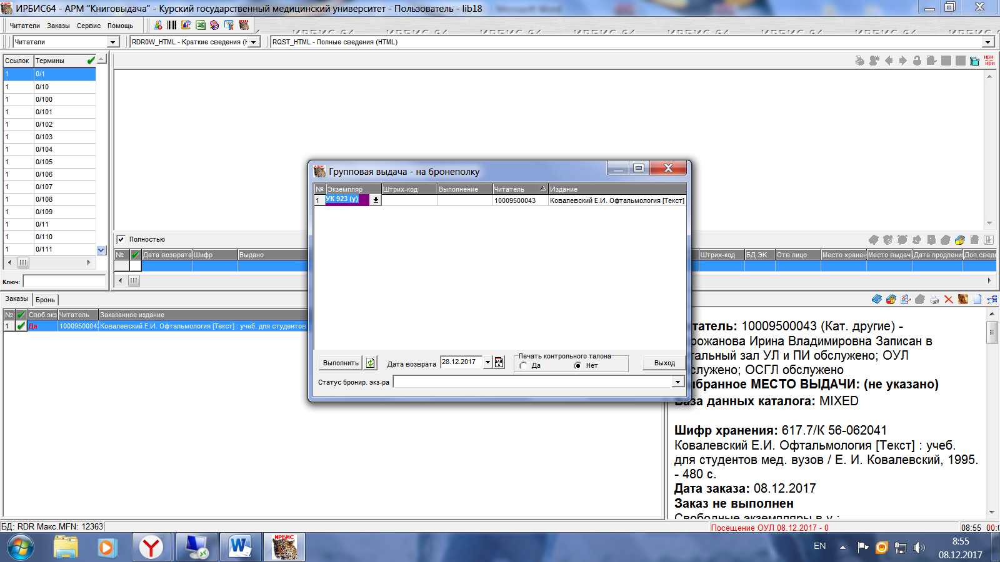 ИРБИС64 - АРМ "Книговыдача" - Курский государственный медицинский университет - Пользователь - lib18
Читатели Заказы Сервис Помощь
Читатели
RDR0W_HTML - Краткие сведения (
RQST_HTML - Полные сведения (HTML)
Ссылок Термины
1 0/1
1 0/10
1 0/100
1 0/101
1 0/102
1 0/103
1 0/104
1 0/105
1 0/106
1 0/107
1 0/108
1 0/109
1 0/11
1 0/110
1 0/111
Ключ:
Полностью
№ Дата возврата Шифр Выдано
Штрих-код БД ЭК Отв.лицо Место хранен Место выдач Дата продлени Доп.сведе
Групповая выдача - на бронеполку
№ Экземпляр Штрих-код Выполнение Читатель Издание
1 УК 923 (у) 10009500043 Ковалевский Е.И. Офтальмология [Текст]
Выполнить
Дата возврата 28.12.2017
Печать контрольного талона
Да Нет
Выход
Статус бронир. экз-ра
Заказы Бронь
№ Своб.экз Читатель Заказанное издание
1 Да 1000950004 Ковалевский Е.И. Офтальмология [Текст] : учеб. для студентов
татель: 10009500043 (Кат. другие) -
рожанова Ирина Владимировна Записан в
тальный зал УЛ и ПИ обслужено; ОУЛ
служено; ОСГЛ обслужено
ыбранное МЕСТО ВЫДАЧИ: (не указано)
База данных каталога: MIXED
Шифр хранения: 617.7/К 56-062041
Ковалевский Е.И. Офтальмология [Текст] : учеб.
для студентов мед. вузов / Е. И. Ковалевский, 1995.
- 480 с.
Дата заказа: 08.12.2017
Заказ не выполнен
Свободные экземпляры в у :
БД: RDR Макс.MFN: 12363
Посещение ОУЛ 08.12.2017 - 0
08:55 00:
EN
8:55
08.12.2017